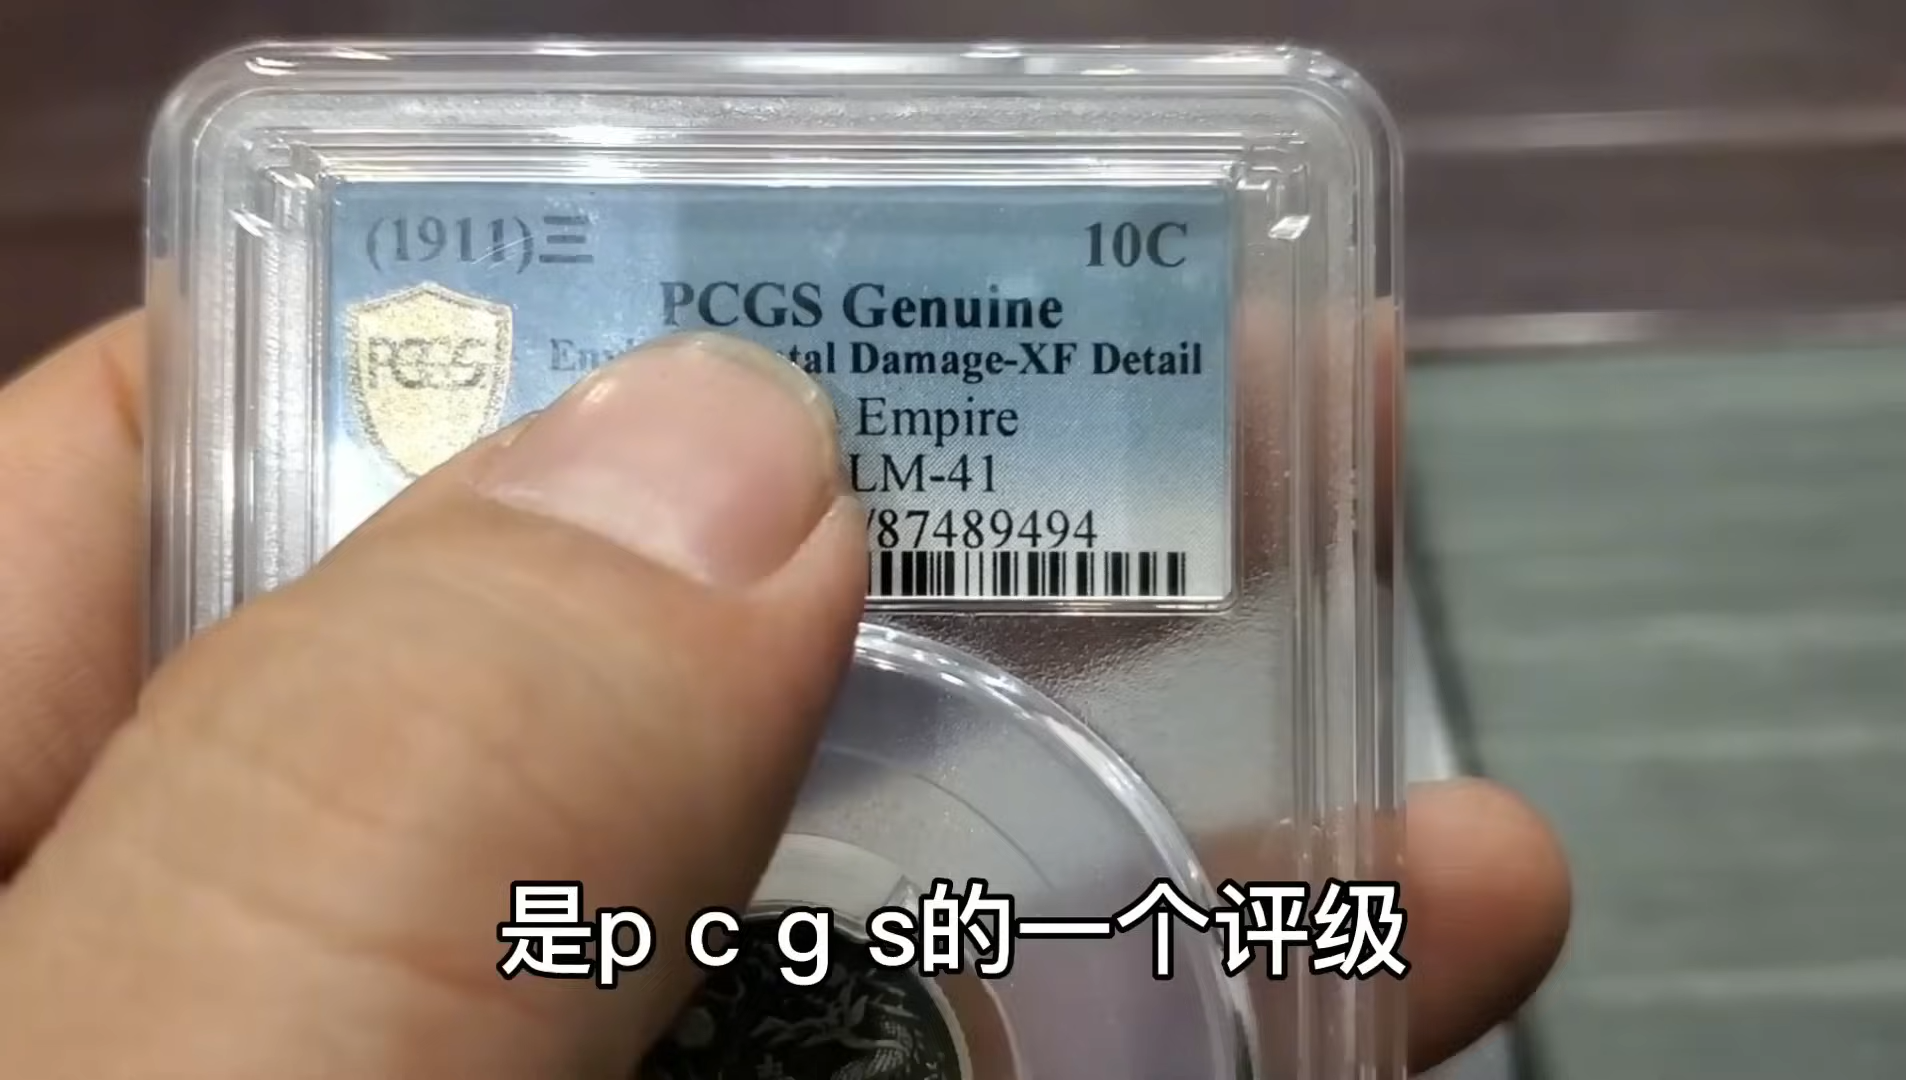 (1911)三 10C
PCGS Genuine
PCGS
Damage-XF Detail
Empire
LM-41
/87489494
是p c g s的一个评级